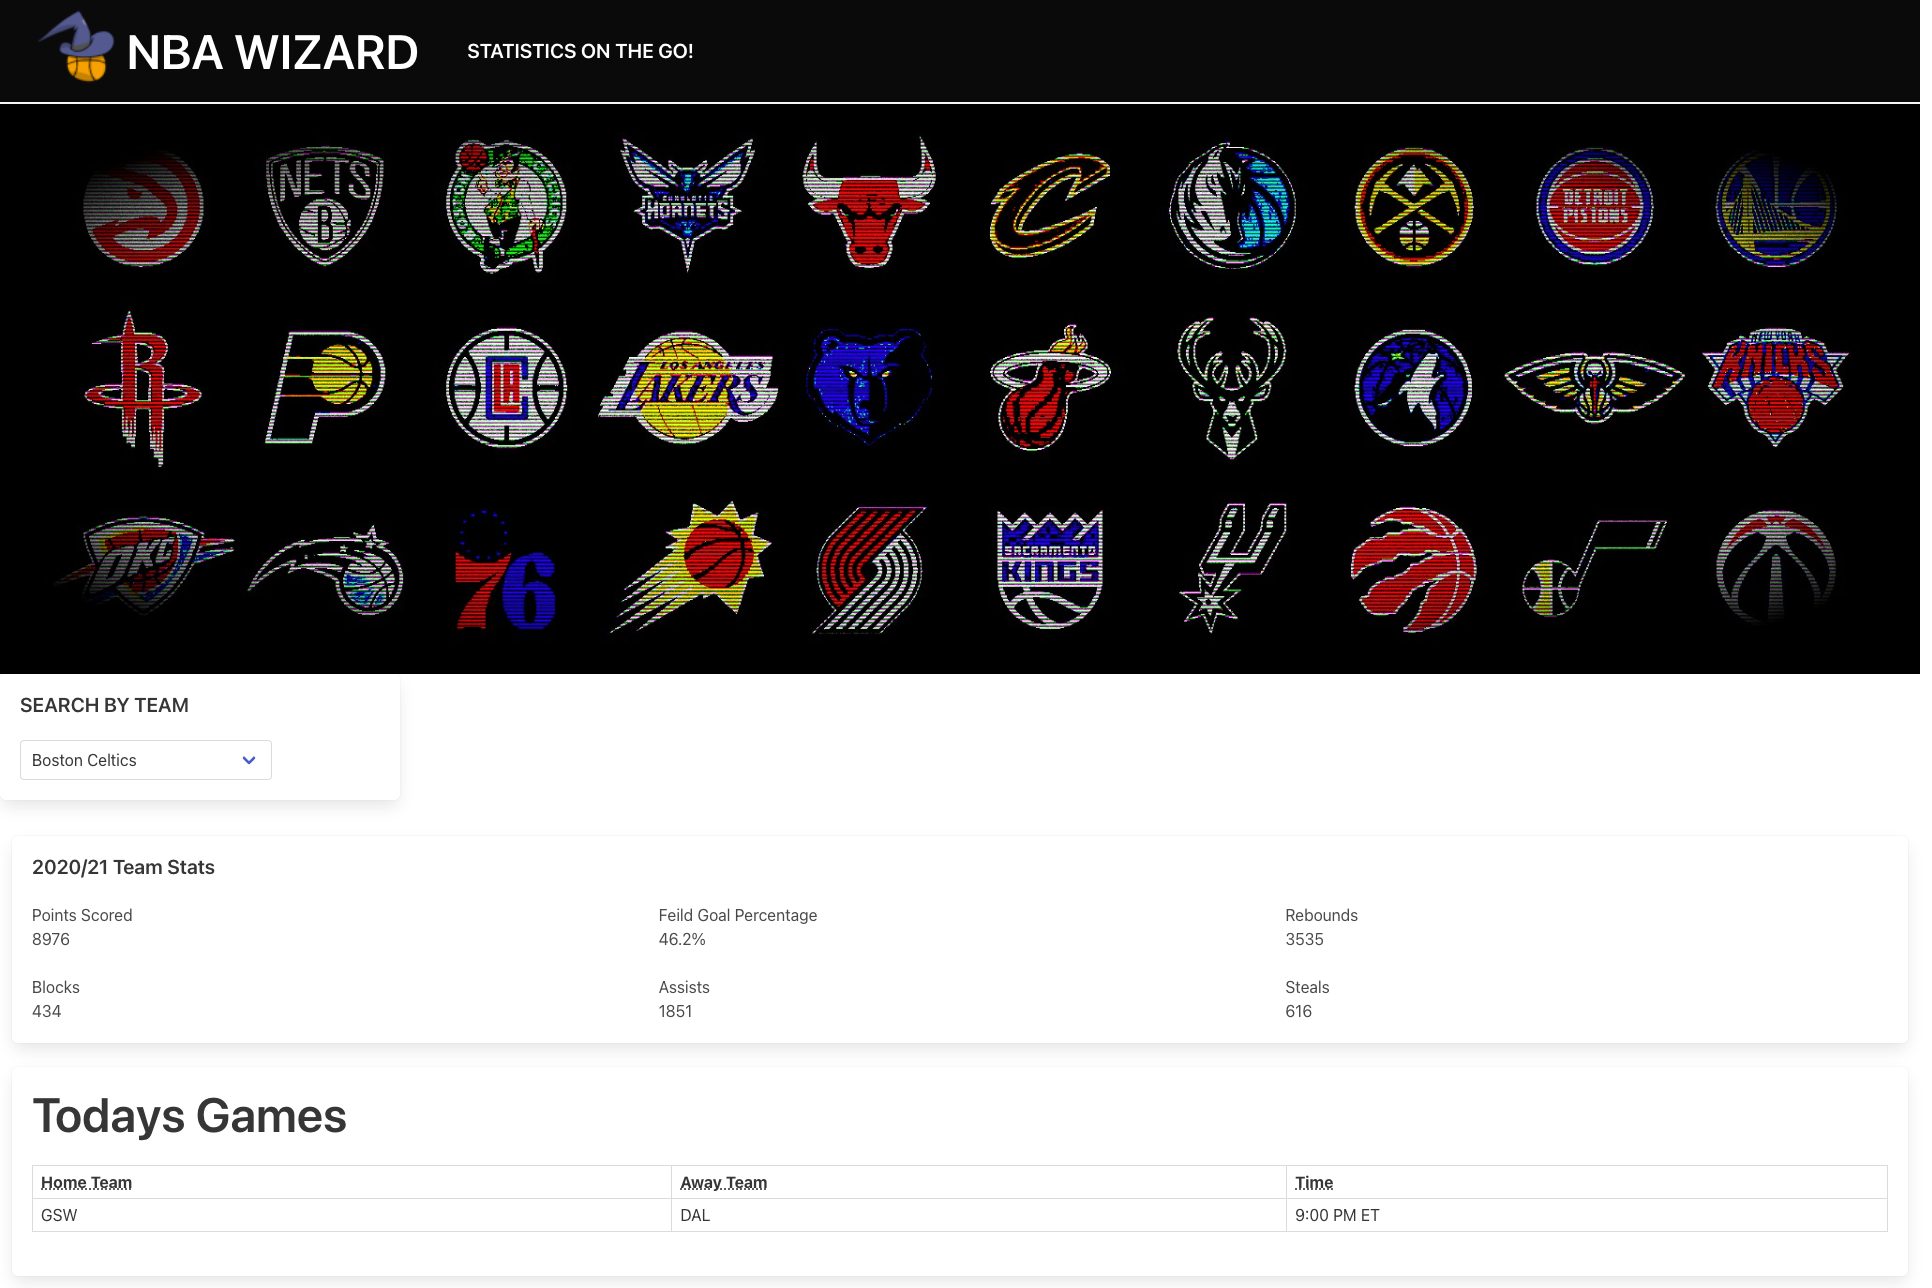 NBA WIZARD
STATISTICS ON THE GO!
NETS
B
CHARLOTTE
HORNETS
C
DETROIT
PISTONS
R
P
LA
LOS ANGELES
LAKERS
NEW YORK
KNICKS
OKC
76
SACRAMENTO
KINGS
SEARCH BY TEAM
Boston Celtics
2020/21 Team Stats
Points Scored
8976
Feild Goal Percentage
46.2%
Rebounds
3535
Blocks
434
Assists
1851
Steals
616
Todays Games
Home Team Away Team Time
GSW DAL 9:00 PM ET